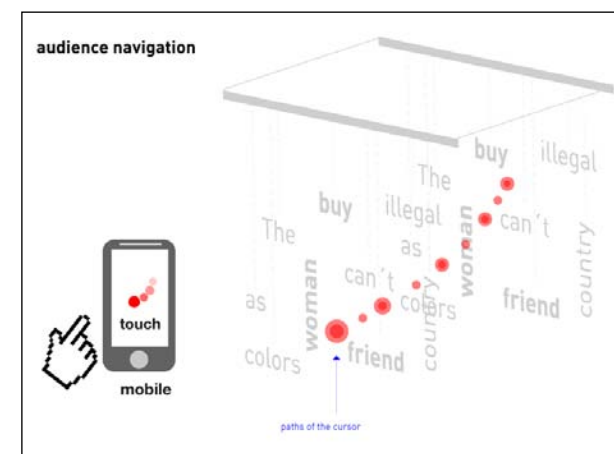 audience navigation
buy
illegal
The
buy
illegal
woman
can´t
The
as
country
can´t
as
woman
colors
country
friend
touch
colors
friend
mobile
paths of the cursor